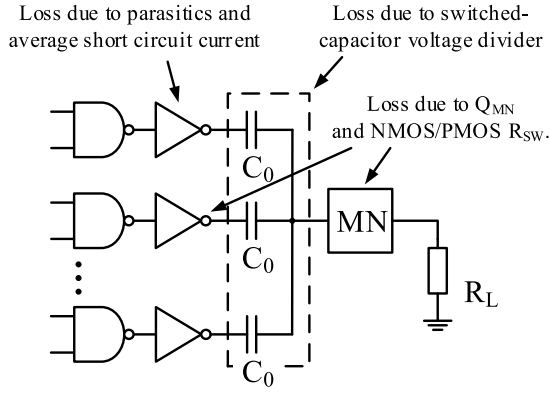 Loss due to parasitics and
average short circuit current
Loss due to switched-
capacitor voltage divider
Loss due to Q_MN
and NMOS/PMOS R_SW.
C_0
C_0
C_0
MN
R_L